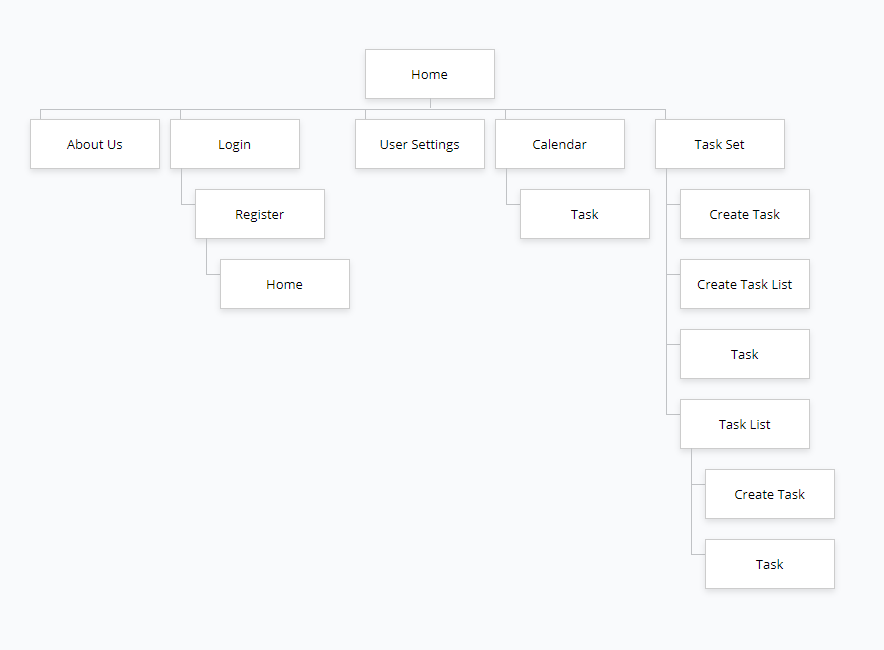 Home
About Us
Login
User Settings
Calendar
Task Set
Register
Task
Create Task
Home
Create Task List
Task
Task List
Create Task
Task